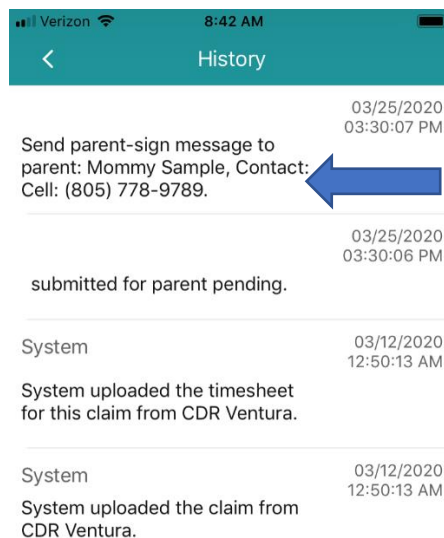 Verizon 8:42 AM
History
03/25/2020
03:30:07 PM
Send parent-sign message to
parent: Mommy Sample, Contact:
Cell: (805) 778-9789.
03/25/2020
03:30:06 PM
submitted for parent pending.
System
03/12/2020
12:50:13 AM
System uploaded the timesheet
for this claim from CDR Ventura.
System
03/12/2020
12:50:13 AM
System uploaded the claim from
CDR Ventura.